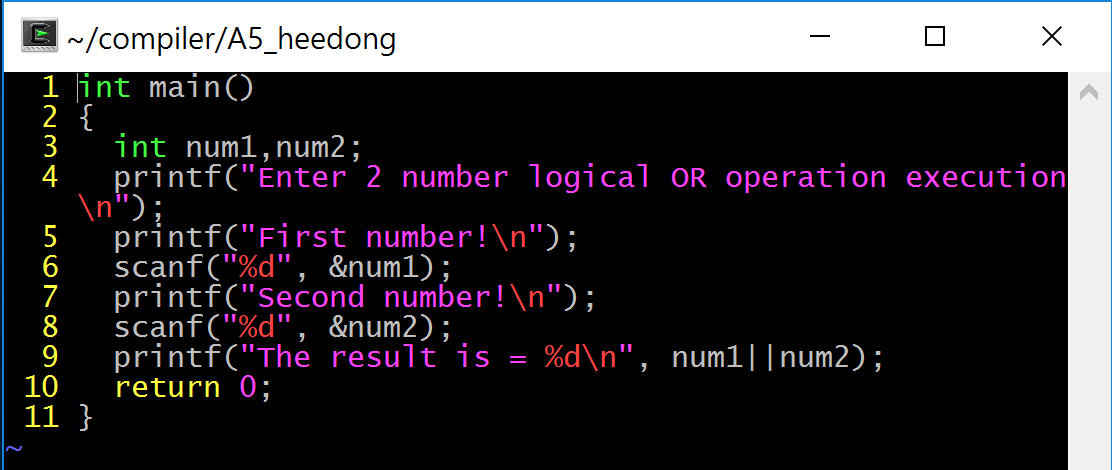 ~/compiler/A5_heedong
1 int main()
2 {
3   int num1,num2;
4   printf("Enter 2 number logical OR operation execution
\n");
5   printf("First number!\n");
6   scanf("%d", &num1);
7   printf("Second number!\n");
8   scanf("%d", &num2);
9   printf("The result is = %d\n", num1||num2);
10   return 0;
11 }
~